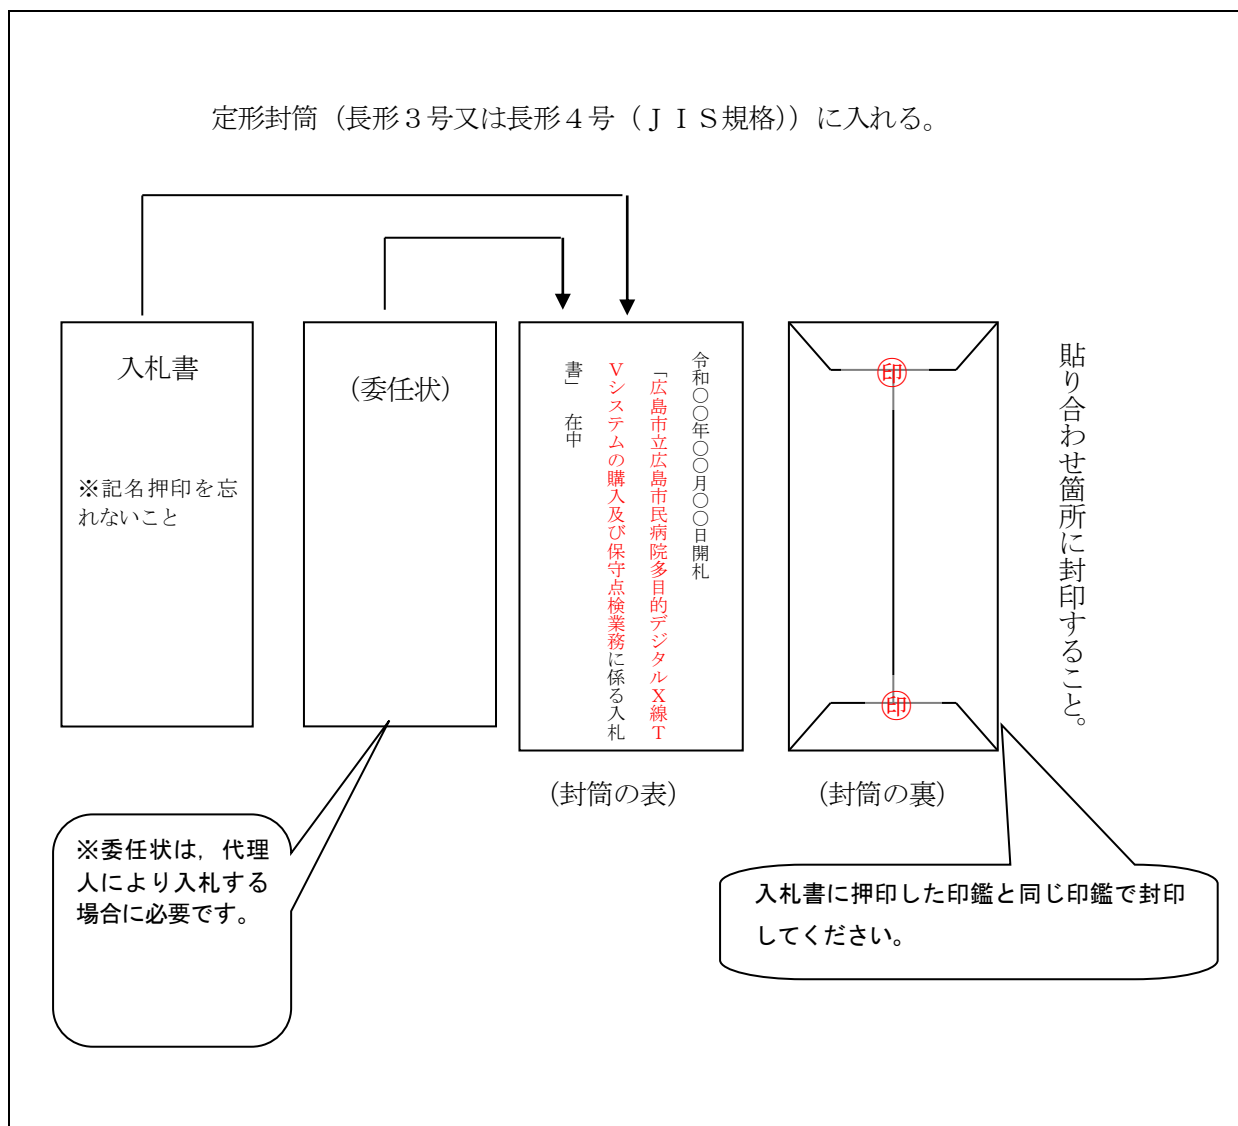 定形封筒（長形３号又は長形４号（ＪＩＳ規格））に入れる。
入札書
※記名押印を忘
れないこと
（委任状）
令和〇〇年〇〇月〇〇日開札
「広島市立広島市民病院多目的デジタルＸ線Ｔ
Ｖシステムの購入及び保守点検業務に係る入札
書」　在中
印
印
貼り合わせ箇所に封印すること。
（封筒の表）
（封筒の裏）
※委任状は，代理
人により入札する
場合に必要です。
入札書に押印した印鑑と同じ印鑑で封印
してください。